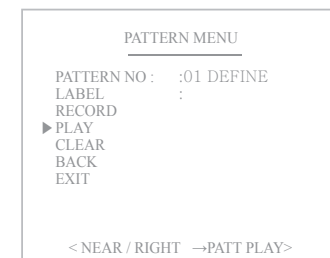 PATTERN MENU
PATTERN NO : :01 DEFINE
LABEL :
RECORD
▶ PLAY
CLEAR
BACK
EXIT
< NEAR / RIGHT →PATT PLAY>